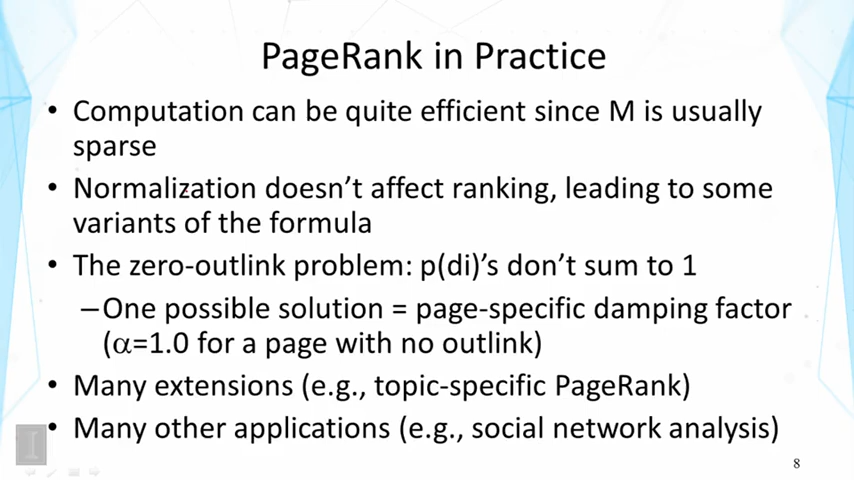 PageRank in Practice
• Computation can be quite efficient since M is usually
sparse
• Normalization doesn't affect ranking, leading to some
variants of the formula
• The zero-outlink problem: p(di)'s don't sum to 1
–One possible solution = page-specific damping factor
(α=1.0 for a page with no outlink)
• Many extensions (e.g., topic-specific PageRank)
• Many other applications (e.g., social network analysis)
I
8